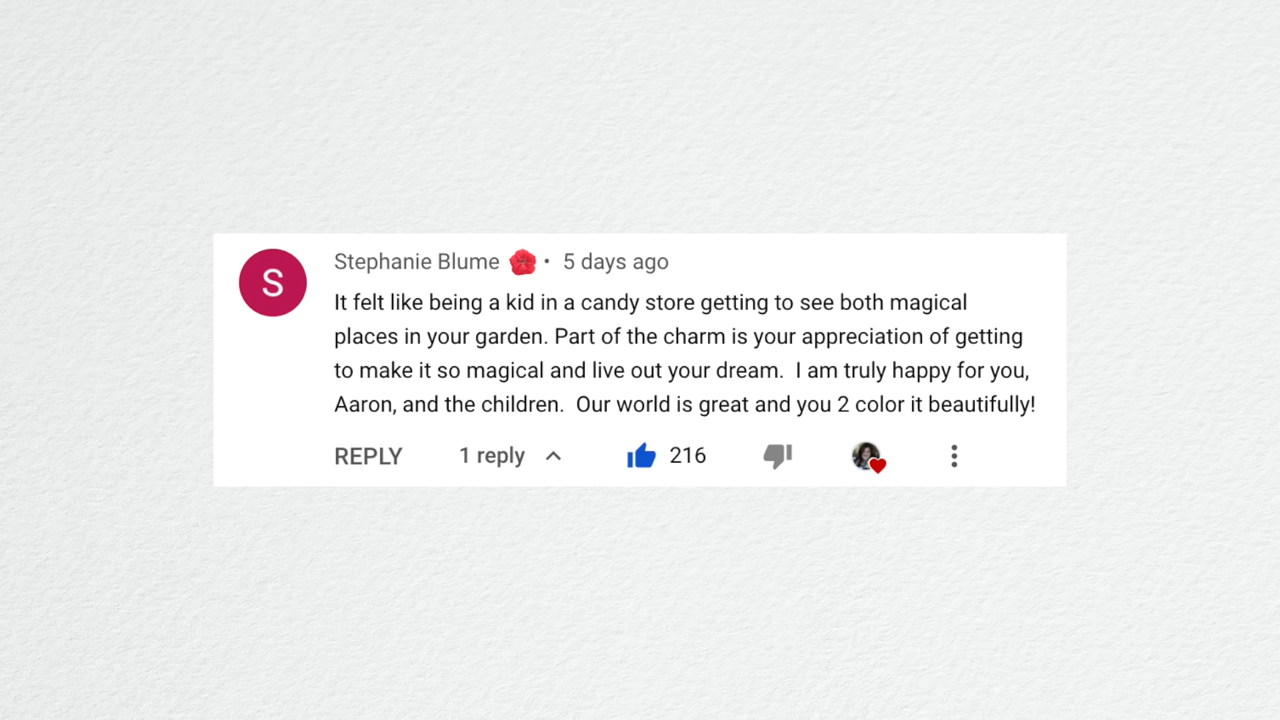 S
Stephanie Blume • 5 days ago
It felt like being a kid in a candy store getting to see both magical
places in your garden. Part of the charm is your appreciation of getting
to make it so magical and live out your dream.  I am truly happy for you,
Aaron, and the children.  Our world is great and you 2 color it beautifully!
REPLY 1 reply 216